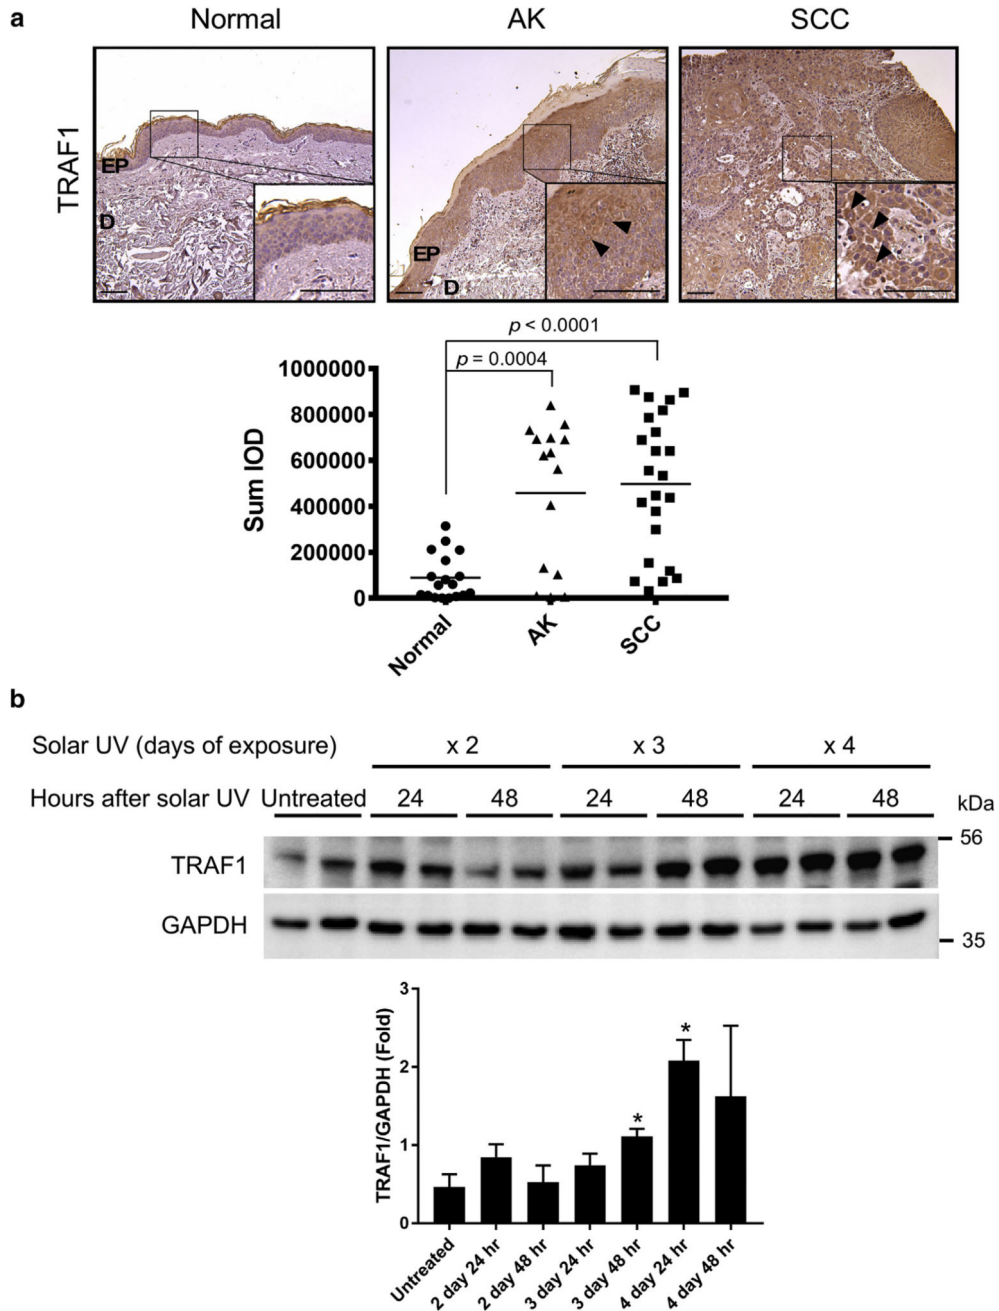 a
Normal AK SCC
TRAF1
EP
D
EP
D
p < 0.0001
p = 0.0004
Sum IOD
1000000
800000
600000
400000
200000
0
Normal AK SCC
b
Solar UV (days of exposure) x 2 x 3 x 4
Hours after solar UV Untreated 24 48 24 48 24 48 kDa
56
TRAF1
GAPDH
35
TRAF1/GAPDH (Fold)
3
2
1
0
* *
Untreated 2 day 24 hr 2 day 48 hr 3 day 24 hr 3 day 48 hr 4 day 24 hr 4 day 48 hr